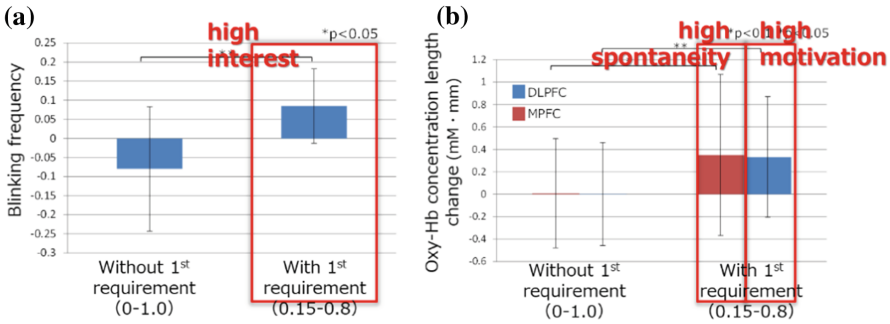 (a)
high
interest
*p<0.05
Blinking frequency
0.25
0.2
0.15
0.1
0.05
0
-0.05
-0.1
-0.15
-0.2
-0.25
-0.3
Without 1st
requirement
(0-1.0)
With 1st
requirement
(0.15-0.8)
(b)
high
spontaneity
high
motivation
**
Oxy-Hb concentration length
change (mM・mm)
1.2
1
0.8
0.6
0.4
0.2
0
-0.2
-0.4
-0.6
DLPFC
MPFC
Without 1st
requirement
(0-1.0)
With 1st
requirement
(0.15-0.8)